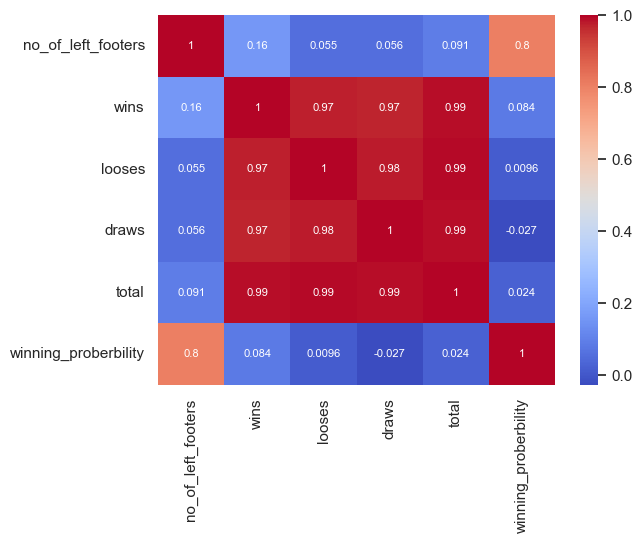 no_of_left_footers 1 0.16 0.055 0.056 0.091 0.8
wins 0.16 1 0.97 0.97 0.99 0.084
looses 0.055 0.97 1 0.98 0.99 0.0096
draws 0.056 0.97 0.98 1 0.99 -0.027
total 0.091 0.99 0.99 0.99 1 0.024
winning_proberbility 0.8 0.084 0.0096 -0.027 0.024 1
no_of_left_footers
wins
looses
draws
total
winning_proberbility
1.0
0.8
0.6
0.4
0.2
0.0